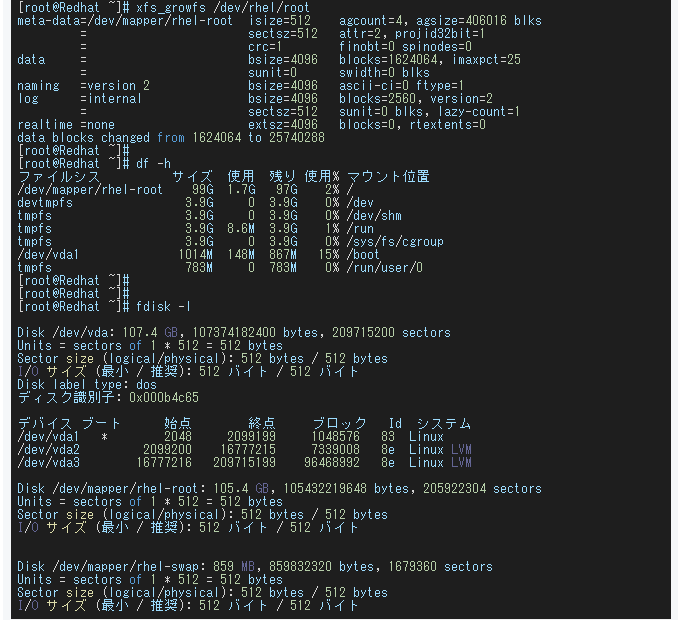 [root@Redhat ~]# xfs_growfs /dev/rhel/root
meta-data=/dev/mapper/rhel-root  isize=512    agcount=4, agsize=406016 blks
         =                       sectsz=512   attr=2, projid32bit=1
         =                       crc=1        finobt=0 spinodes=0
data     =                       bsize=4096   blocks=1624064, imaxpct=25
         =                       sunit=0      swidth=0 blks
naming   =version 2              bsize=4096   ascii-ci=0 ftype=1
log      =internal               bsize=4096   blocks=2560, version=2
         =                       sectsz=512   sunit=0 blks, lazy-count=1
realtime =none                   extsz=4096   blocks=0, rtextents=0
data blocks changed from 1624064 to 25740288
[root@Redhat ~]#
[root@Redhat ~]# df -h
ファイルシス          サイズ  使用  残り 使用% マウント位置
/dev/mapper/rhel-root    99G  1.7G   97G    2% /
devtmpfs                3.9G     0  3.9G    0% /dev
tmpfs                   3.9G     0  3.9G    0% /dev/shm
tmpfs                   3.9G  8.6M  3.9G    1% /run
tmpfs                   3.9G     0  3.9G    0% /sys/fs/cgroup
/dev/vda1              1014M  148M  867M   15% /boot
tmpfs                   783M     0  783M    0% /run/user/0
[root@Redhat ~]#
[root@Redhat ~]#
[root@Redhat ~]# fdisk -l
Disk /dev/vda: 107.4 GB, 107374182400 bytes, 209715200 sectors
Units = sectors of 1 * 512 = 512 bytes
Sector size (logical/physical): 512 bytes / 512 bytes
I/O サイズ (最小 / 推奨): 512 バイト / 512 バイト
Disk label type: dos
ディスク識別子: 0x000b4c65
デバイス ブート      始点        終点     ブロック   Id  システム
/dev/vda1   *        2048     2099199     1048576   83  Linux
/dev/vda2         2099200    16777215     7339008   8e  Linux LVM
/dev/vda3        16777216   209715199    96468992   8e  Linux LVM
Disk /dev/mapper/rhel-root: 105.4 GB, 105432219648 bytes, 205922304 sectors
Units = sectors of 1 * 512 = 512 bytes
Sector size (logical/physical): 512 bytes / 512 bytes
I/O サイズ (最小 / 推奨): 512 バイト / 512 バイト
Disk /dev/mapper/rhel-swap: 859 MB, 859832320 bytes, 1679360 sectors
Units = sectors of 1 * 512 = 512 bytes
Sector size (logical/physical): 512 bytes / 512 bytes
I/O サイズ (最小 / 推奨): 512 バイト / 512 バイト